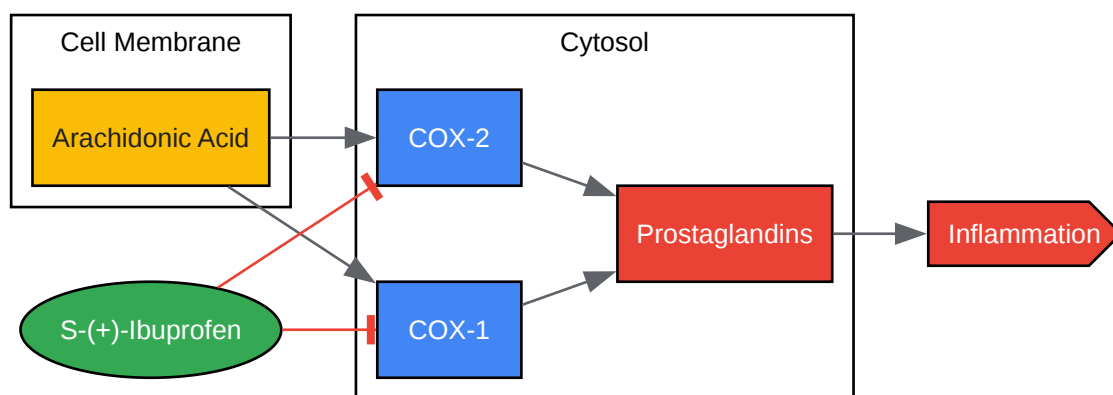 Cell Membrane
Cytosol
Arachidonic Acid
COX-2
Prostaglandins
Inflammation
S-(+)-Ibuprofen
COX-1